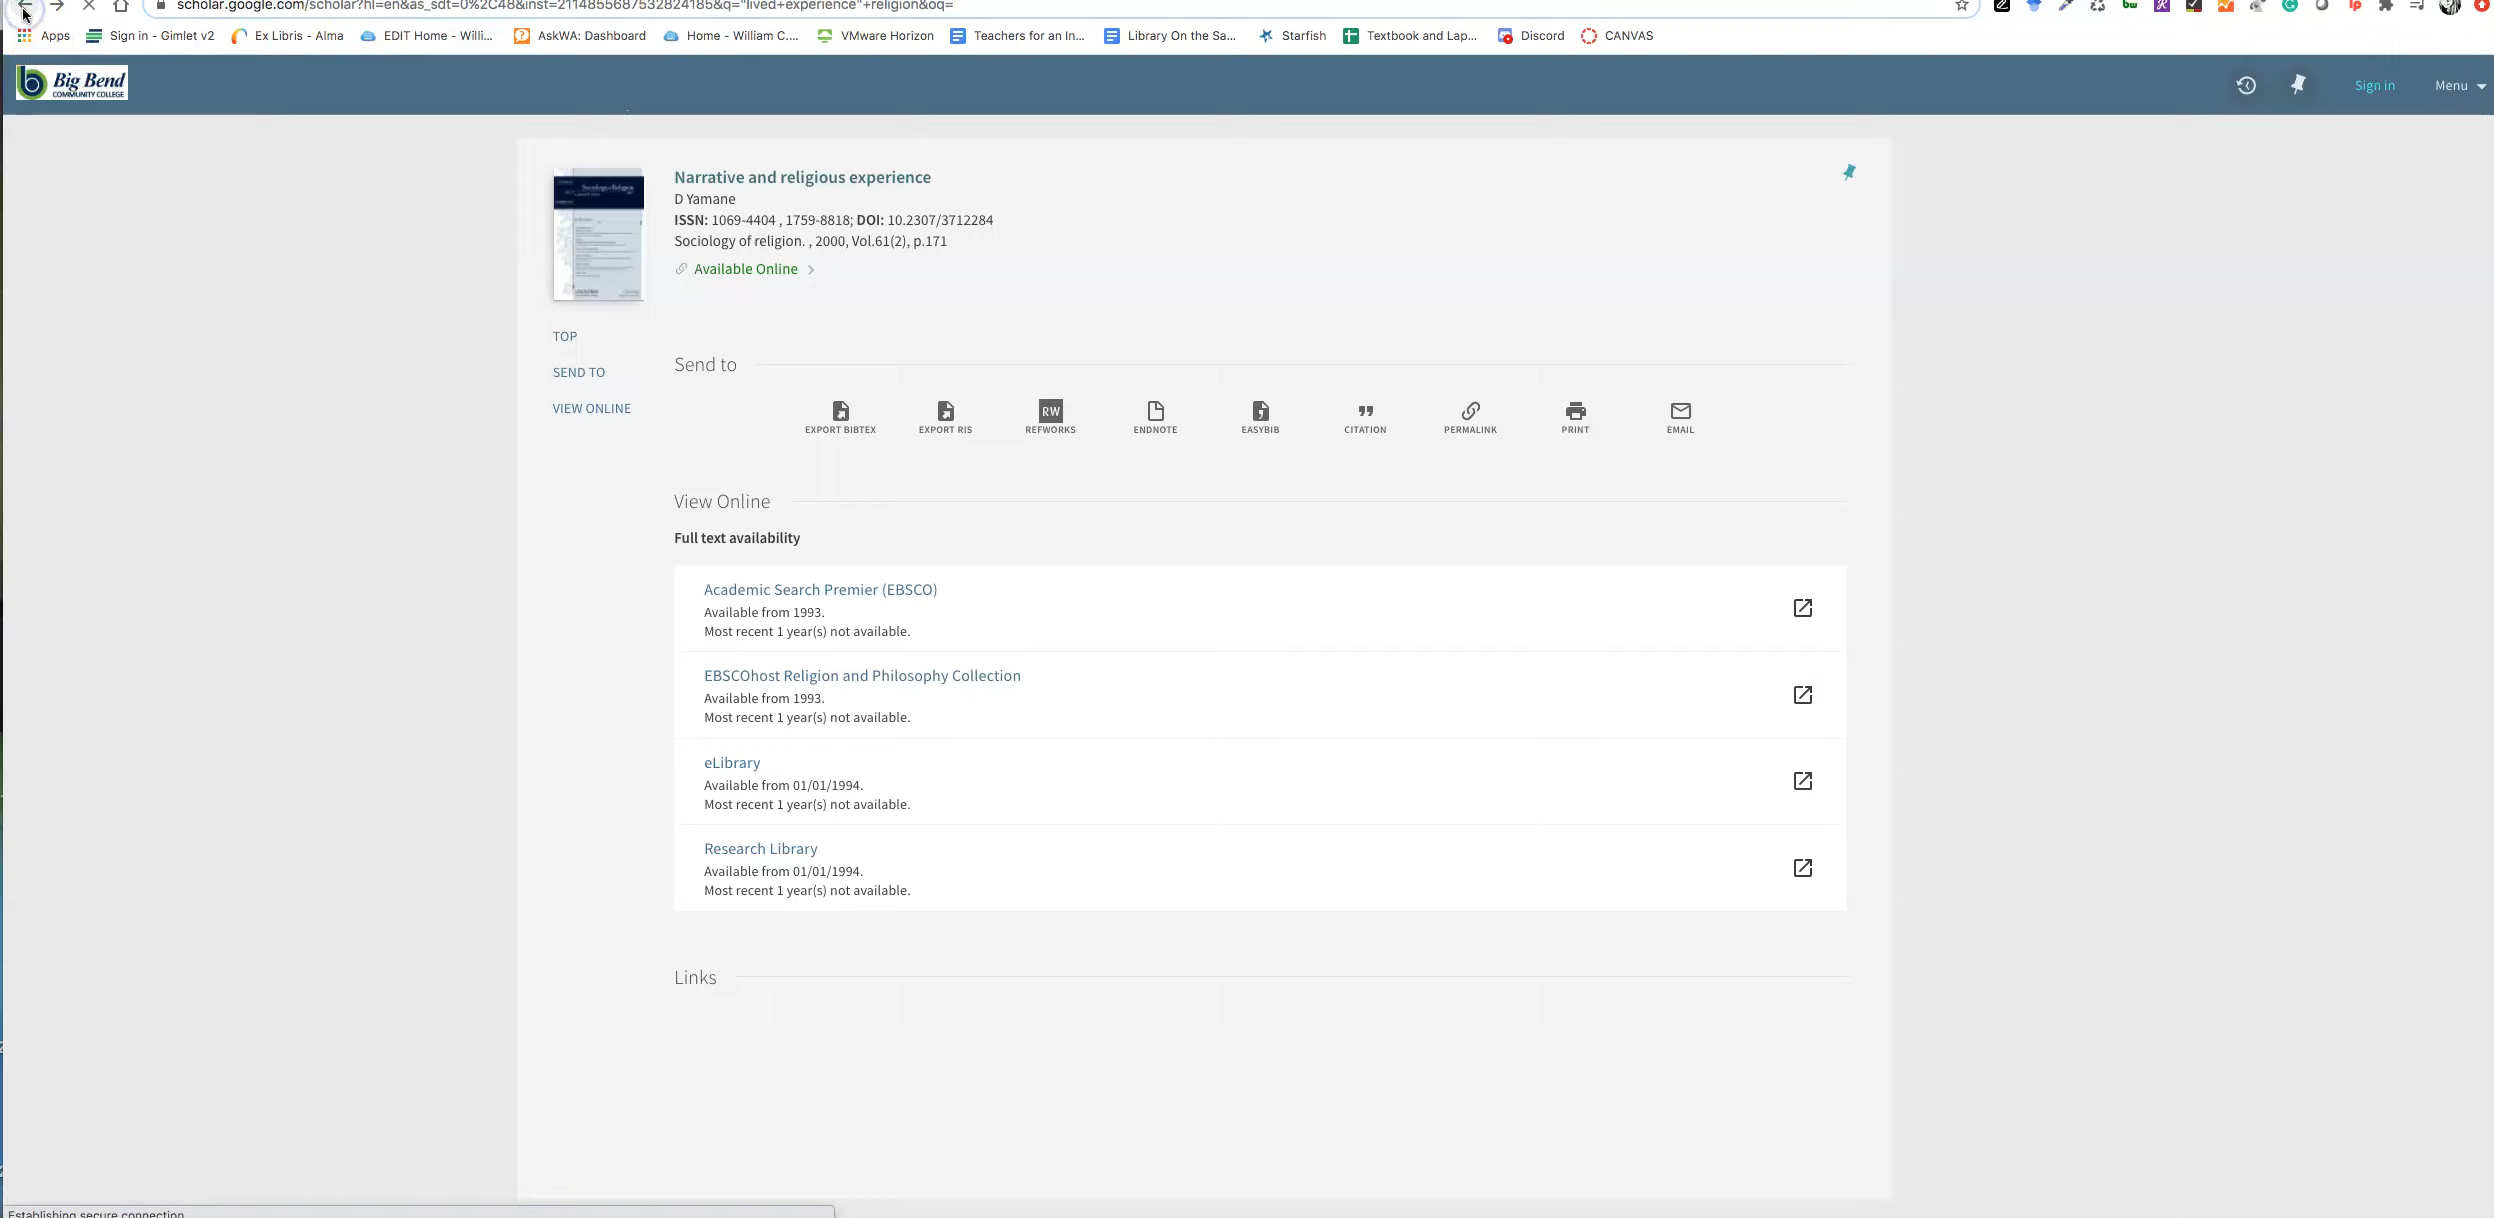 scholar.google.com/scholar?hl=en&as_sdt=0%2C48&inst=2114855687532824185&q="lived+experience"+religion&oq=
Apps Sign in - Gimlet v2 Ex Libris - Alma EDIT Home - Willi... AskWA: Dashboard Home - William C.... VMware Horizon Teachers for an In... Library On the Sa... Starfish Textbook and Lap... Discord CANVAS
Big Bend
COMMUNITY COLLEGE
Sign in Menu
Narrative and religious experience
D Yamane
ISSN: 1069-4404 , 1759-8818; DOI: 10.2307/3712284
Sociology of religion. , 2000, Vol.61(2), p.171
Available Online
TOP
SEND TO
VIEW ONLINE
Send to
RW
EXPORT BIBTEX EXPORT RIS REFWORKS ENDNOTE EASYBIB CITATION PERMALINK PRINT EMAIL
View Online
Full text availability
Academic Search Premier (EBSCO)
Available from 1993.
Most recent 1 year(s) not available.
EBSCOhost Religion and Philosophy Collection
Available from 1993.
Most recent 1 year(s) not available.
eLibrary
Available from 01/01/1994.
Most recent 1 year(s) not available.
Research Library
Available from 01/01/1994.
Most recent 1 year(s) not available.
Links
Establishing secure connection